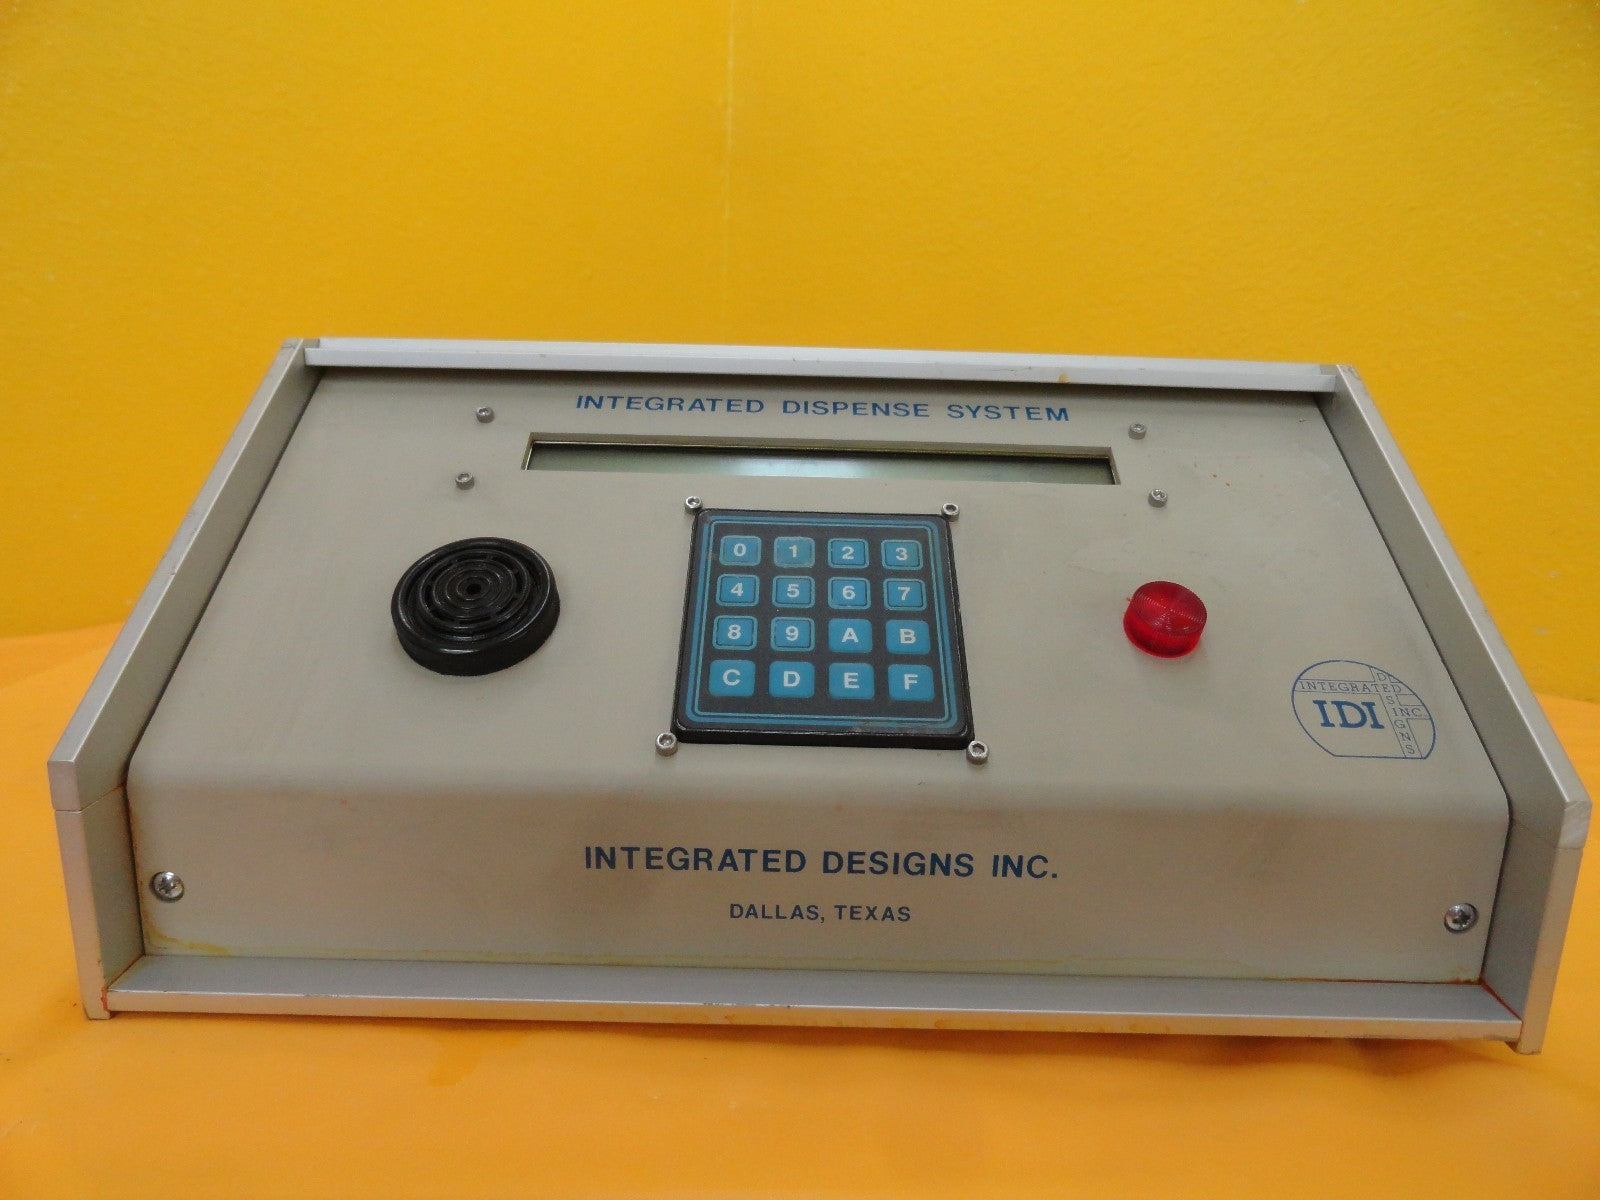 INTEGRATED DISPENSE SYSTEM
0 1 2 3
4 5 6 7
8 9 A B
C D E F
INTEGRATED
DESIGNS
INC.
IDI
INTEGRATED DESIGNS INC.
DALLAS, TEXAS